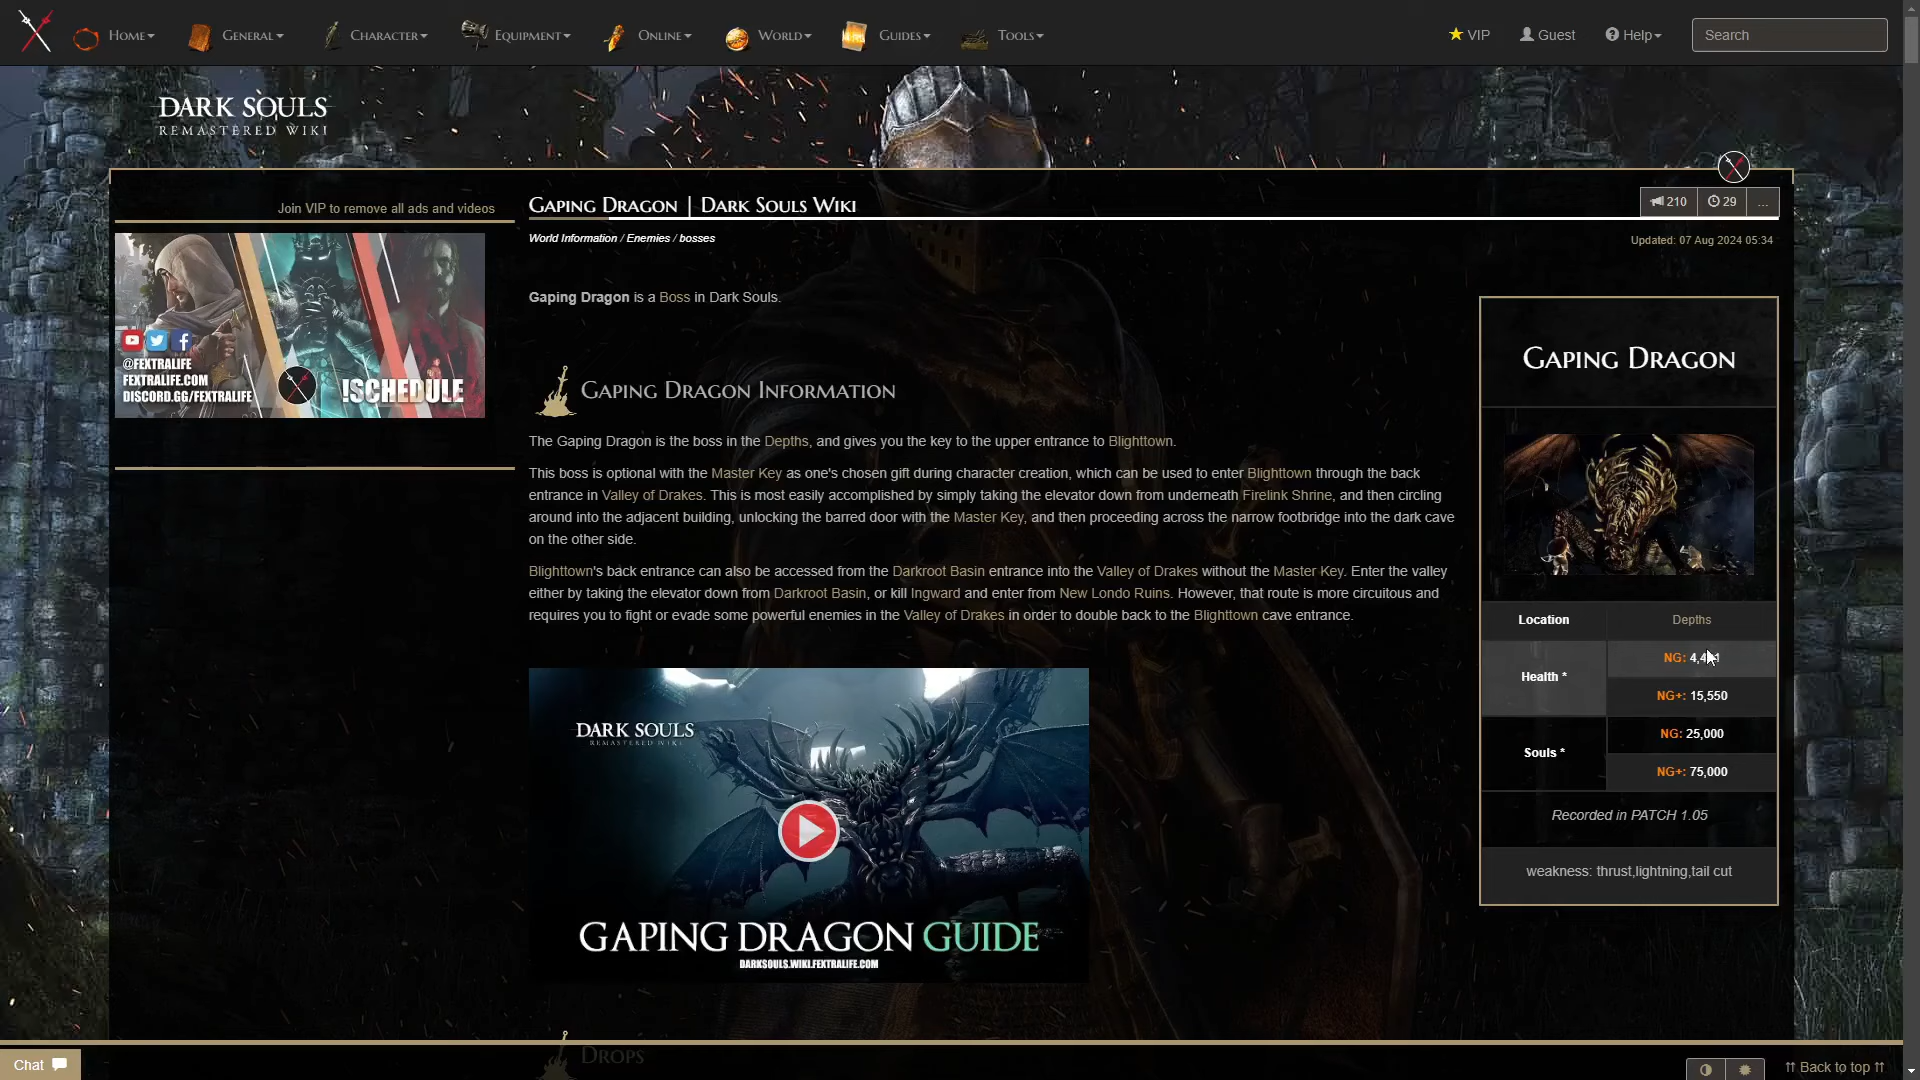 Home
General
Character
Equipment
Online
World
Guides
Tools
VIP
Guest
Help
Search
DARK SOULS
REMASTERED WIKI
Join VIP to remove all ads and videos
@FEXTRALIFE
FEXTRALIFE.COM
DISCORD.GG/FEXTRALIFE
!SCHEDULE
Gaping Dragon | Dark Souls Wiki
210
29
...
World Information / Enemies / bosses
Updated: 07 Aug 2024 05:34
Gaping Dragon is a Boss in Dark Souls.
Gaping Dragon Information
The Gaping Dragon is the boss in the Depths, and gives you the key to the upper entrance to Blighttown.
This boss is optional with the Master Key as one's chosen gift during character creation, which can be used to enter Blighttown through the back
entrance in Valley of Drakes. This is most easily accomplished by simply taking the elevator down from underneath Firelink Shrine, and then circling
around into the adjacent building, unlocking the barred door with the Master Key, and then proceeding across the narrow footbridge into the dark cave
on the other side.
Blighttown's back entrance can also be accessed from the Darkroot Basin entrance into the Valley of Drakes without the Master Key. Enter the valley
either by taking the elevator down from Darkroot Basin, or kill Ingward and enter from New Londo Ruins. However, that route is more circuitous and
requires you to fight or evade some powerful enemies in the Valley of Drakes in order to double back to the Blighttown cave entrance.
DARK SOULS
REMASTERED WIKI
GAPING DRAGON GUIDE
DARKSOULS.WIKI.FEXTRALIFE.COM
Drops
Gaping Dragon
Location
Depths
Health *
NG:
NG+: 15,550
Souls *
NG: 25,000
NG+: 75,000
Recorded in PATCH 1.05
weakness: thrust,lightning,tail cut
Chat
⇈ Back to top ⇈